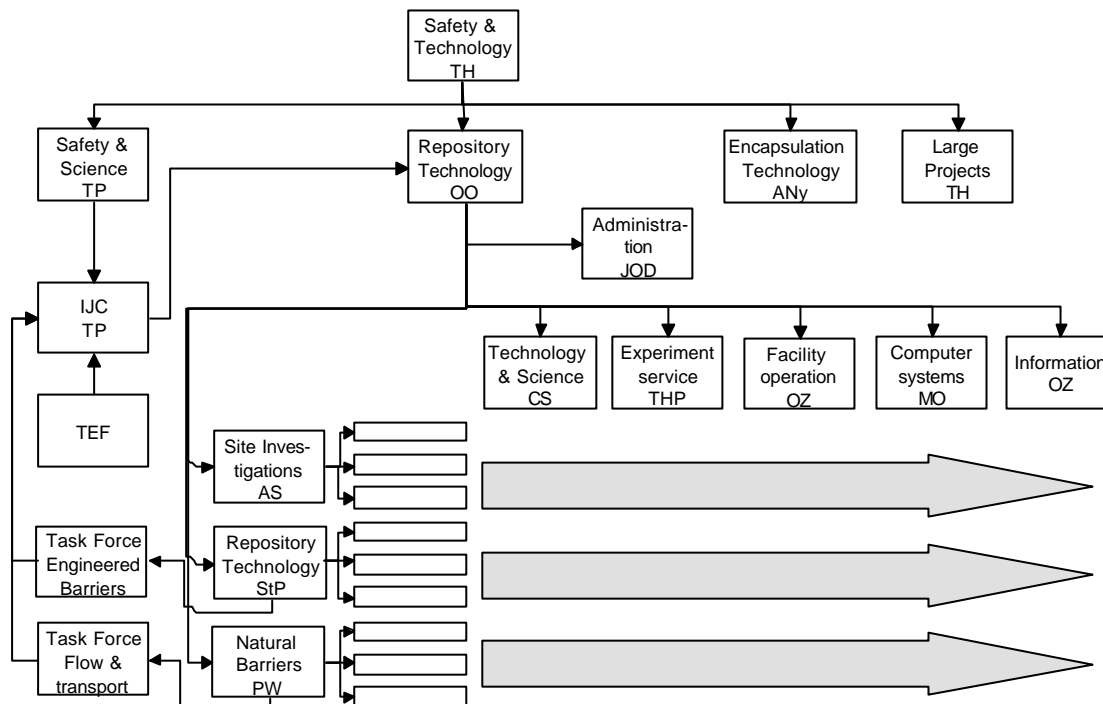 Safety &
Technology
TH
Safety &
Science
TP
Repository
Technology
OO
Encapsulation
Technology
ANy
Large
Projects
TH
Administra-
tion
JOD
IJC
TP
Technology
& Science
CS
Experiment
service
THP
Facility
operation
OZ
Computer
systems
MO
Information
OZ
TEF
Site Inves-
tigations
AS
Task Force
Engineered
Barriers
Repository
Technology
StP
Task Force
Flow &
transport
Natural
Barriers
PW